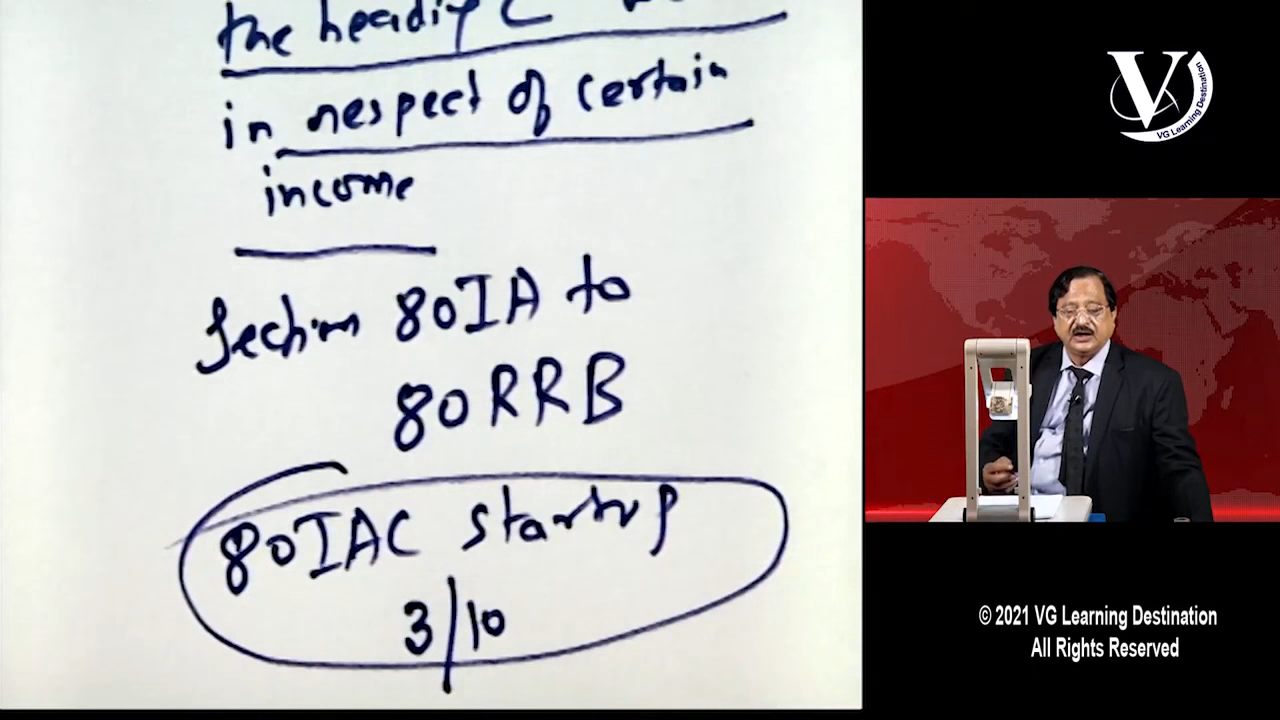 the heading C
in respect of certain
income
Section 80IA to
80RRB
80IAC startup
3/10
V
VG Learning Destination
© 2021 VG Learning Destination
All Rights Reserved